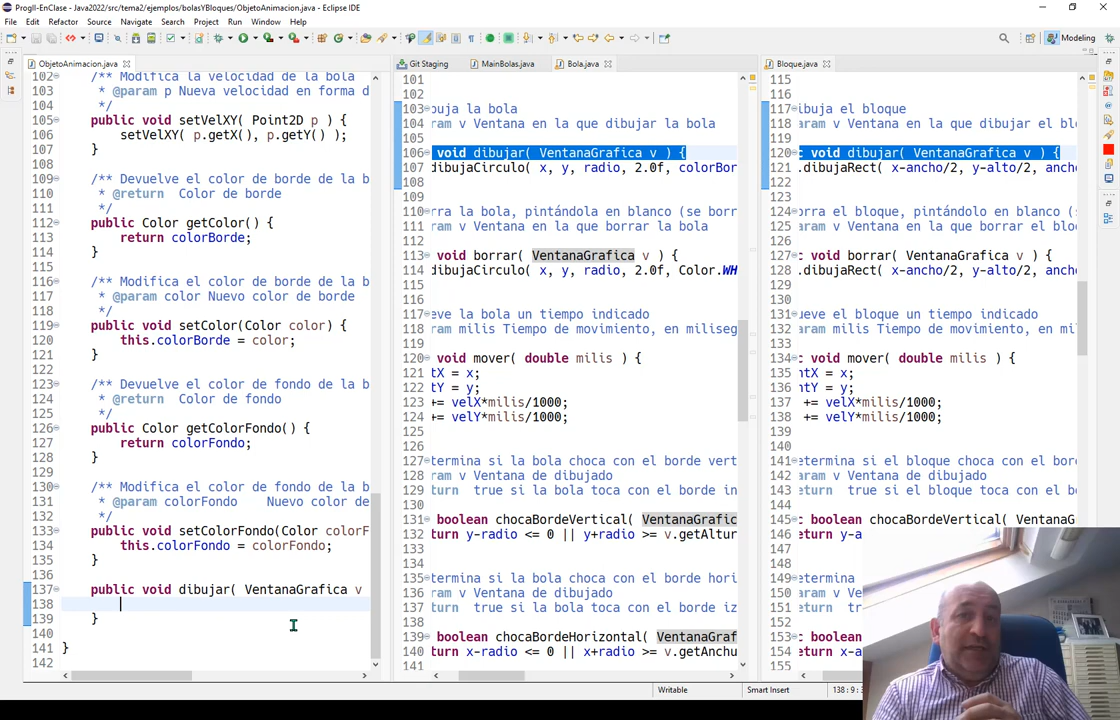 ProgII-EnClase - Java2022/src/tema2/ejemplos/bolasYBloques/ObjetoAnimacion.java - Eclipse IDE
File Edit Refactor Source Navigate Search Project Run Window Help
Modeling
ObjetoAnimacion.java
102 /** Modifica la velocidad de la bola
103 * @param p Nueva velocidad en forma d
104 */
105 public void setVelXY( Point2D p ) {
106 setVelXY( p.getX(), p.getY() );
107 }
108
109 /** Devuelve el color de borde de la b
110 * @return Color de borde
111 */
112 public Color getColor() {
113 return colorBorde;
114 }
115
116 /** Modifica el color de borde de la b
117 * @param color Nuevo color de borde
118 */
119 public void setColor(Color color) {
120 this.colorBorde = color;
121 }
122
123 /** Devuelve el color de fondo de la b
124 * @return Color de fondo
125 */
126 public Color getColorFondo() {
127 return colorFondo;
128 }
129
130 /** Modifica el color de fondo de la b
131 * @param colorFondo Nuevo color de
132 */
133 public void setColorFondo(Color colorF
134 this.colorFondo = colorFondo;
135 }
136
137 public void dibujar( VentanaGrafica v
138
139 }
140
141 }
142
Git Staging MainBolas.java Bola.java
101
102
103 buja la bola
104 ram v Ventana en la que dibujar la bola
105
106 void dibujar( VentanaGrafica v ) {
107 dibujaCirculo( x, y, radio, 2.0f, colorBor
108
109
110 rra la bola, pintándola en blanco (se borr
111 ram v Ventana en la que borrar la bola
112
113 void borrar( VentanaGrafica v ) {
114 dibujaCirculo( x, y, radio, 2.0f, Color.WH
115
116
117 eve la bola un tiempo indicado
118 ram milis Tiempo de movimiento, en miliseg
119
120 void mover( double milis ) {
121 ntX = x;
122 ntY = y;
123 += velX*milis/1000;
124 += velY*milis/1000;
125
126
127 termina si la bola choca con el borde vert
128 ram v Ventana de dibujado
129 turn true si la bola toca con el borde in
130
131 boolean chocaBordeVertical( VentanaGrafic
132 turn y-radio <= 0 || y+radio >= v.getAltur
133
134
135 termina si la bola choca con el borde hori
136 ram v Ventana de dibujado
137 turn true si la bola toca con el borde iz
138
139 boolean chocaBordeHorizontal( VentanaGraf
140 turn x-radio <= 0 || x+radio >= v.getAnchu
141
Bloque.java
115
116
117 ibuja el bloque
118 aram v Ventana en la que dibujar el bl
119
120 c void dibujar( VentanaGrafica v ) {
121 .dibujaRect( x-ancho/2, y-alto/2, anch
122
123
124 orra el bloque, pintándolo en blanco (
125 aram v Ventana en la que borrar el blo
126
127 c void borrar( VentanaGrafica v ) {
128 .dibujaRect( x-ancho/2, y-alto/2, anch
129
130
131 ueve el bloque un tiempo indicado
132 aram milis Tiempo de movimiento, en mi
133
134 c void mover( double milis ) {
135 ntX = x;
136 ntY = y;
137 += velX*milis/1000;
138 += velY*milis/1000;
139
140
141 etermina si el bloque choca con el bor
142 aram v Ventana de dibujado
143 eturn true si el bloque toca con el bo
144
145 c boolean chocaBordeVertical( VentanaG
146 eturn y-a
147
148
149 etermina
150 aram v Ve
151 eturn tru
152
153 c boolean
154 eturn x-a
155
Writable Smart Insert 138 : 9 : 3